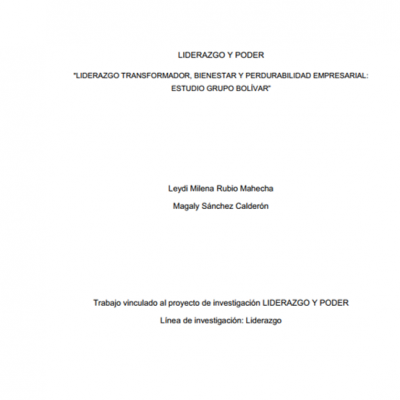 LIDERAZGO Y PODER
"LIDERAZGO TRANSFORMADOR, BIENESTAR Y PERDURABILIDAD EMPRESARIAL:
ESTUDIO GRUPO BOLÍVAR"
Leydi Milena Rubio Mahecha
Magaly Sánchez Calderón
Trabajo vinculado al proyecto de investigación LIDERAZGO Y PODER
Línea de investigación: Liderazgo